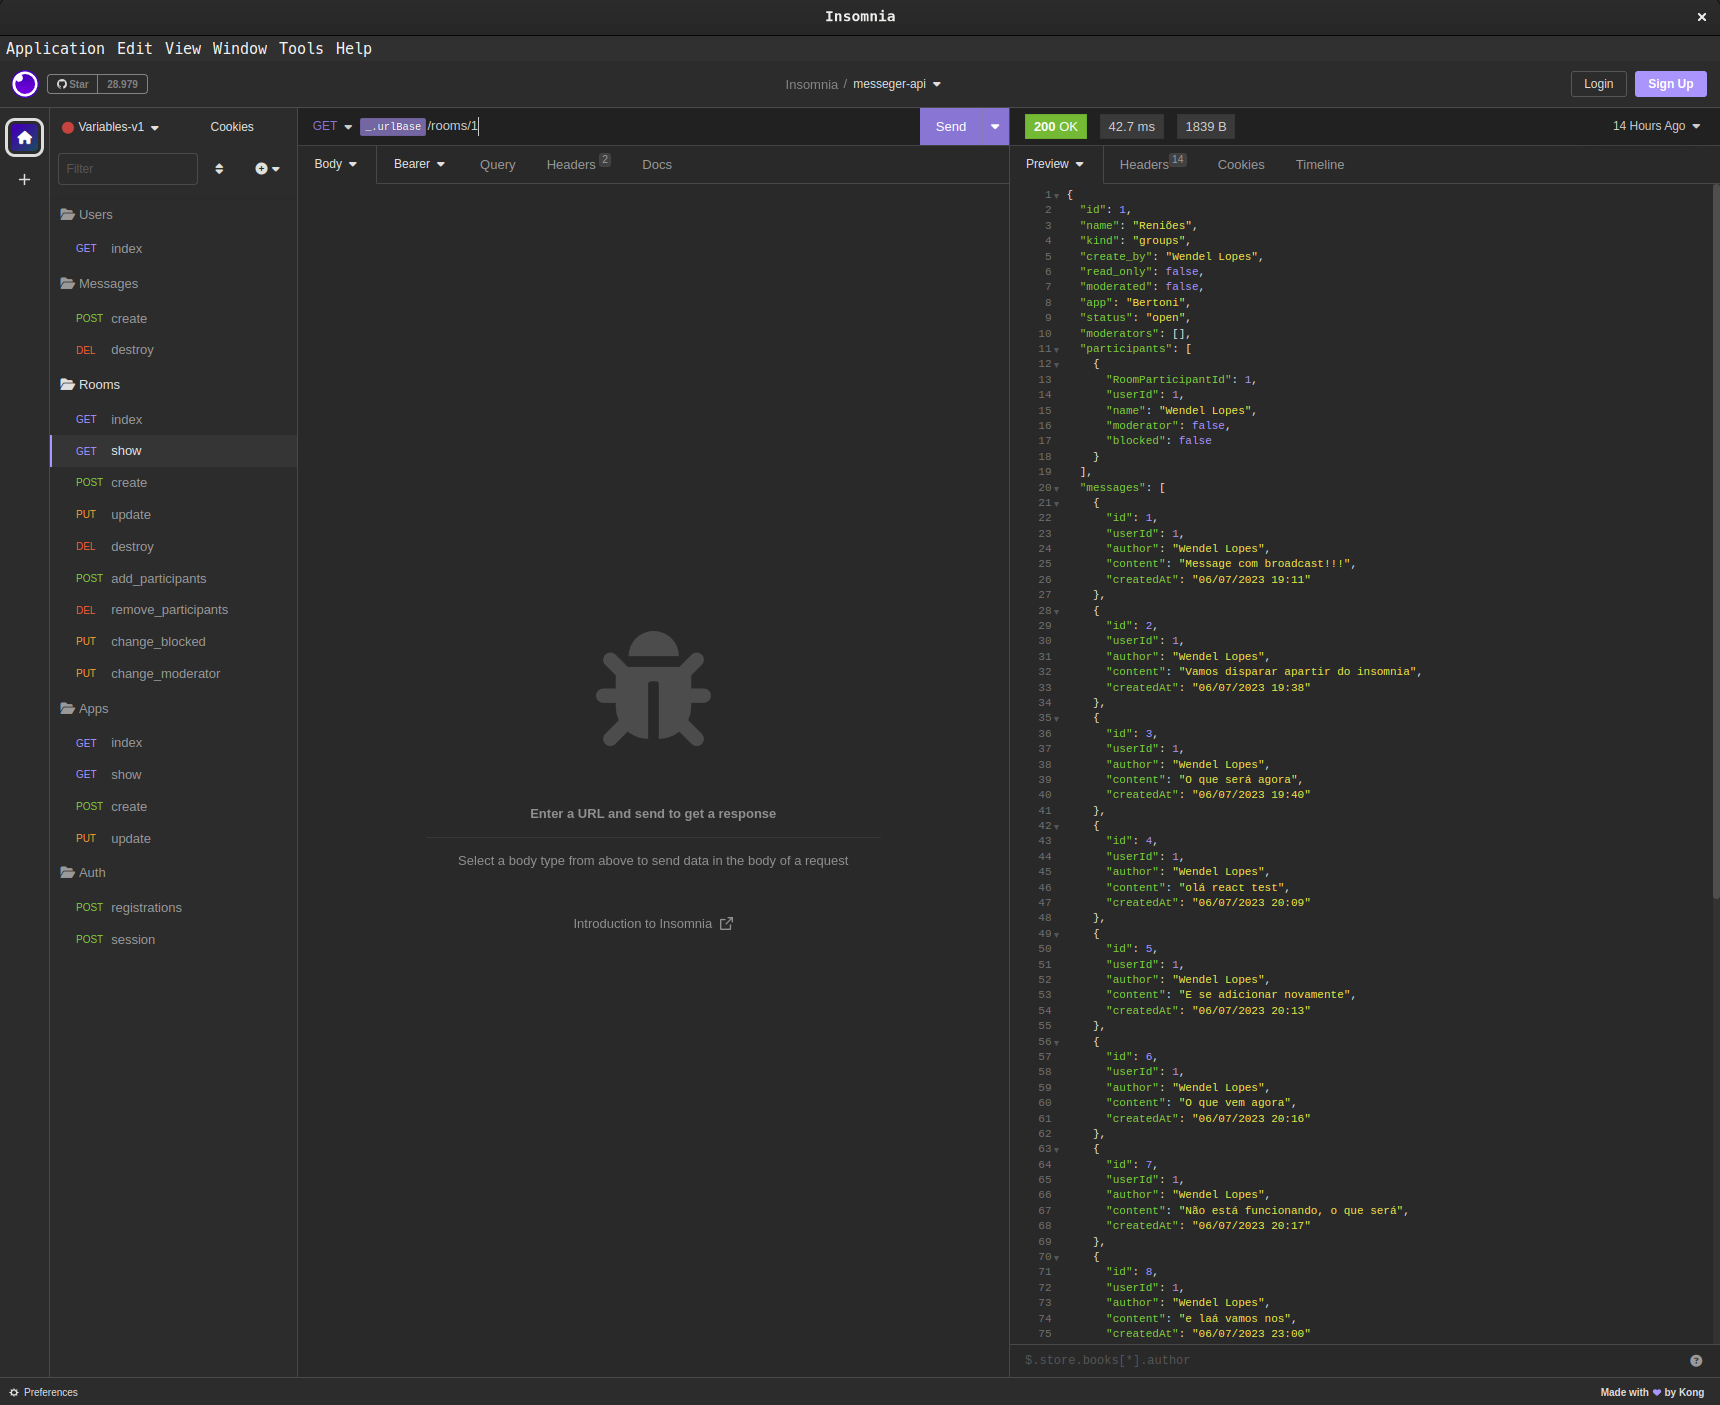 Insomnia
Application Edit View Window Tools Help
Star 28.979
Insomnia / messeger-api
Login Sign Up
Variables-v1 Cookies
Filter
Users
GET index
Messages
POST create
DEL destroy
Rooms
GET index
GET show
POST create
PUT update
DEL destroy
POST add_participants
DEL remove_participants
PUT change_blocked
PUT change_moderator
Apps
GET index
GET show
POST create
PUT update
Auth
POST registrations
POST session
GET _.urlBase /rooms/1
Send
Body Bearer Query Headers 2 Docs
Enter a URL and send to get a response
Select a body type from above to send data in the body of a request
Introduction to Insomnia
200 OK 42.7 ms 1839 B 14 Hours Ago
Preview Headers 14 Cookies Timeline
1 {
2 "id": 1,
3 "name": "Reniões",
4 "kind": "groups",
5 "create_by": "Wendel Lopes",
6 "read_only": false,
7 "moderated": false,
8 "app": "Bertoni",
9 "status": "open",
10 "moderators": [],
11 "participants": [
12 {
13 "RoomParticipantId": 1,
14 "userId": 1,
15 "name": "Wendel Lopes",
16 "moderator": false,
17 "blocked": false
18 }
19 ],
20 "messages": [
21 {
22 "id": 1,
23 "userId": 1,
24 "author": "Wendel Lopes",
25 "content": "Message com broadcast!!!",
26 "createdAt": "06/07/2023 19:11"
27 },
28 {
29 "id": 2,
30 "userId": 1,
31 "author": "Wendel Lopes",
32 "content": "Vamos disparar apartir do insomnia",
33 "createdAt": "06/07/2023 19:38"
34 },
35 {
36 "id": 3,
37 "userId": 1,
38 "author": "Wendel Lopes",
39 "content": "O que será agora",
40 "createdAt": "06/07/2023 19:40"
41 },
42 {
43 "id": 4,
44 "userId": 1,
45 "author": "Wendel Lopes",
46 "content": "olá react test",
47 "createdAt": "06/07/2023 20:09"
48 },
49 {
50 "id": 5,
51 "userId": 1,
52 "author": "Wendel Lopes",
53 "content": "E se adicionar novamente",
54 "createdAt": "06/07/2023 20:13"
55 },
56 {
57 "id": 6,
58 "userId": 1,
59 "author": "Wendel Lopes",
60 "content": "O que vem agora",
61 "createdAt": "06/07/2023 20:16"
62 },
63 {
64 "id": 7,
65 "userId": 1,
66 "author": "Wendel Lopes",
67 "content": "Não está funcionando, o que será",
68 "createdAt": "06/07/2023 20:17"
69 },
70 {
71 "id": 8,
72 "userId": 1,
73 "author": "Wendel Lopes",
74 "content": "e laá vamos nos",
75 "createdAt": "06/07/2023 23:00"
$.store.books[*].author
Preferences
Made with ♥ by Kong